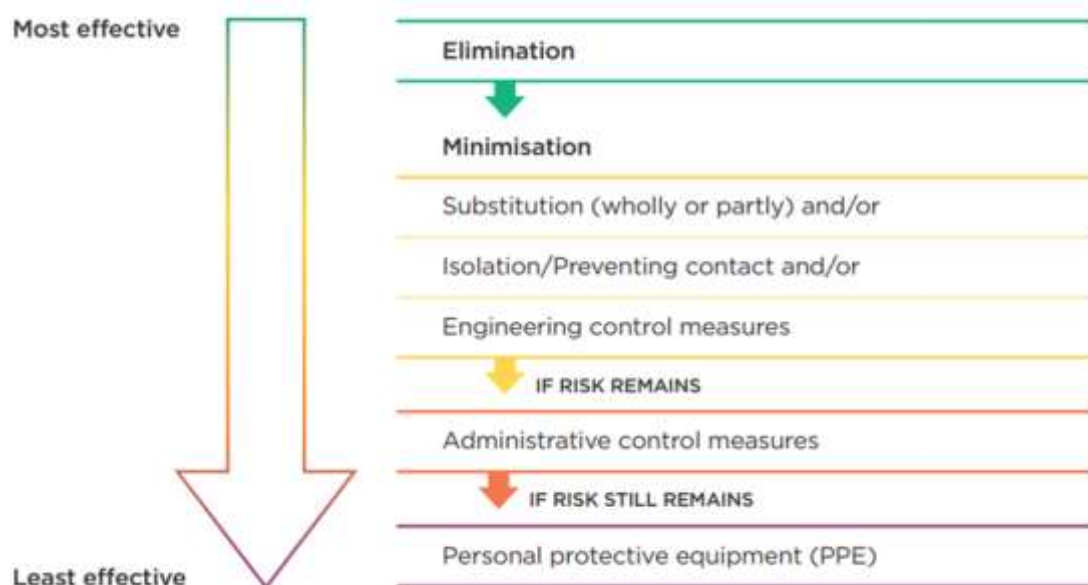 Most effective
Elimination
Minimisation
Substitution (wholly or partly) and/or
Isolation/Preventing contact and/or
Engineering control measures
IF RISK REMAINS
Administrative control measures
IF RISK STILL REMAINS
Personal protective equipment (PPE)
Least effective